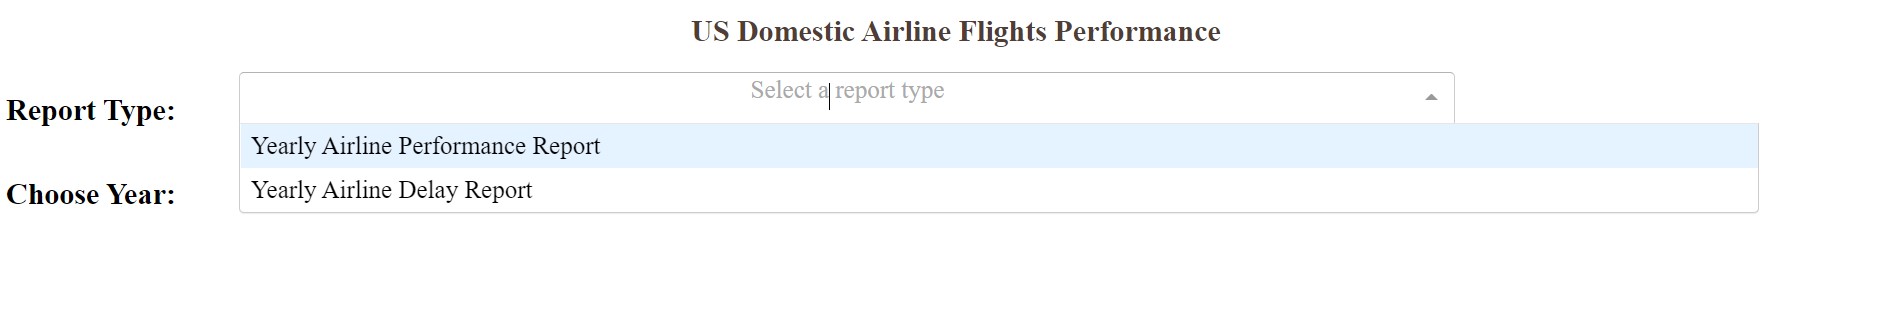 US Domestic Airline Flights Performance
Report Type:
Select a report type
Yearly Airline Performance Report
Yearly Airline Delay Report
Choose Year: